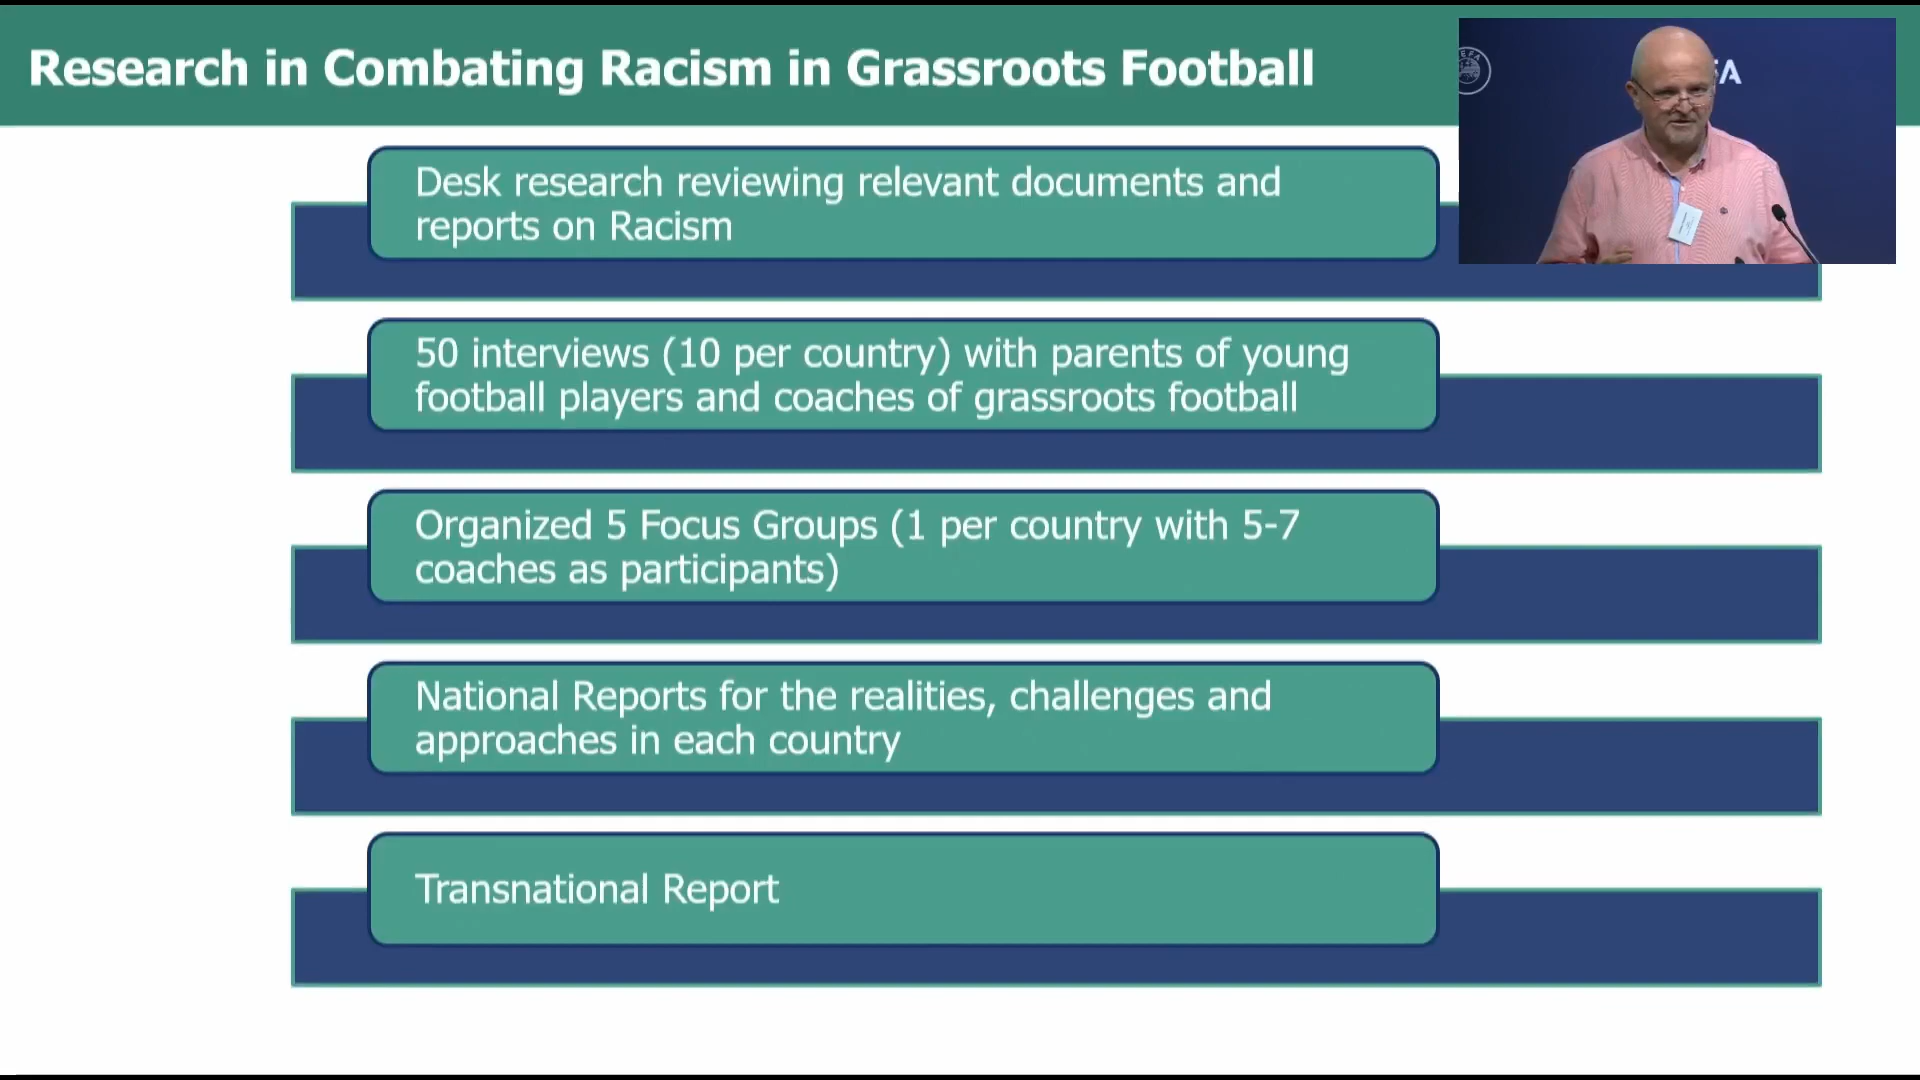 Research in Combating Racism in Grassroots Football
Desk research reviewing relevant documents and
reports on Racism
50 interviews (10 per country) with parents of young
football players and coaches of grassroots football
Organized 5 Focus Groups (1 per country with 5-7
coaches as participants)
National Reports for the realities, challenges and
approaches in each country
Transnational Report